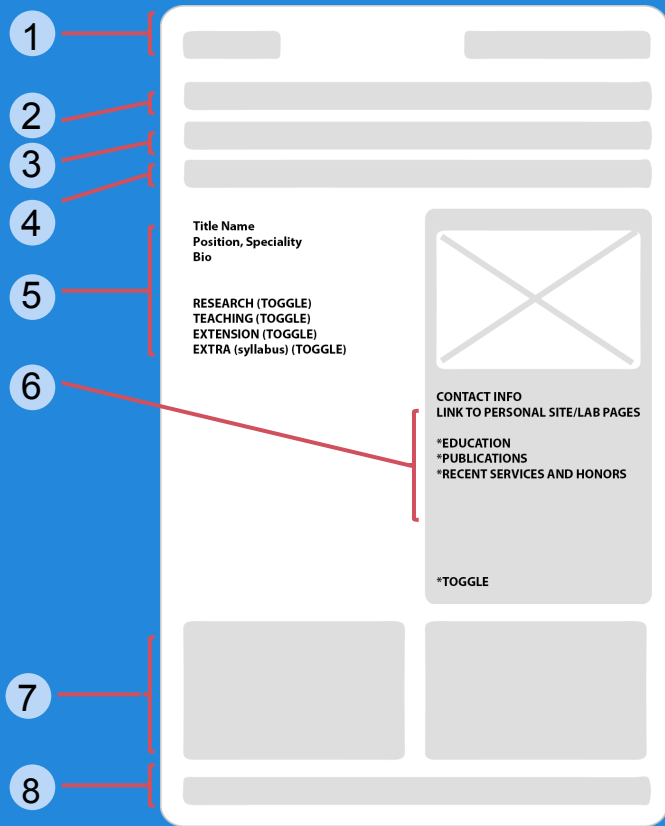 1
2
3
4
5
Title Name
Position, Speciality
Bio
RESEARCH (TOGGLE)
TEACHING (TOGGLE)
EXTENSION (TOGGLE)
EXTRA (syllabus) (TOGGLE)
6
CONTACT INFO
LINK TO PERSONAL SITE/LAB PAGES
*EDUCATION
*PUBLICATIONS
*RECENT SERVICES AND HONORS
*TOGGLE
7
8